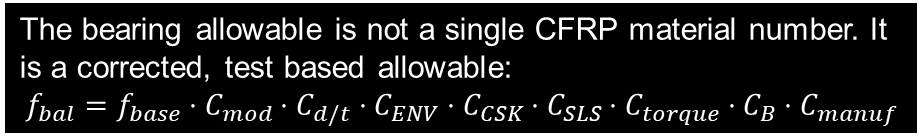 The bearing allowable is not a single CFRP material number. It
is a corrected, test based allowable:
f_bal = f_base · C_mod · C_d/t · C_ENV · C_CSK · C_SLS · C_torque · C_B · C_manuf